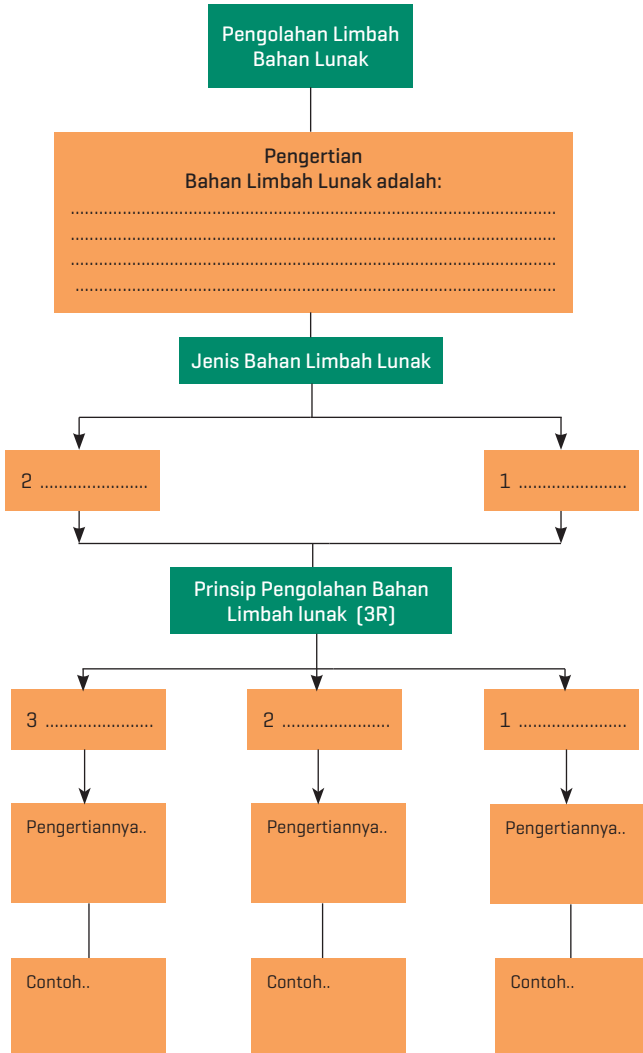 Pengolahan Limbah
Bahan Lunak
Pengertian
Bahan Limbah Lunak adalah:
..........................................................................................................
..........................................................................................................
..........................................................................................................
.........................................................................................................
Jenis Bahan Limbah Lunak
2 .......................
1 .......................
Prinsip Pengolahan Bahan
Limbah lunak (3R)
3 .......................
2 .......................
1 .......................
Pengertiannya..
Pengertiannya..
Pengertiannya..
Contoh..
Contoh..
Contoh..